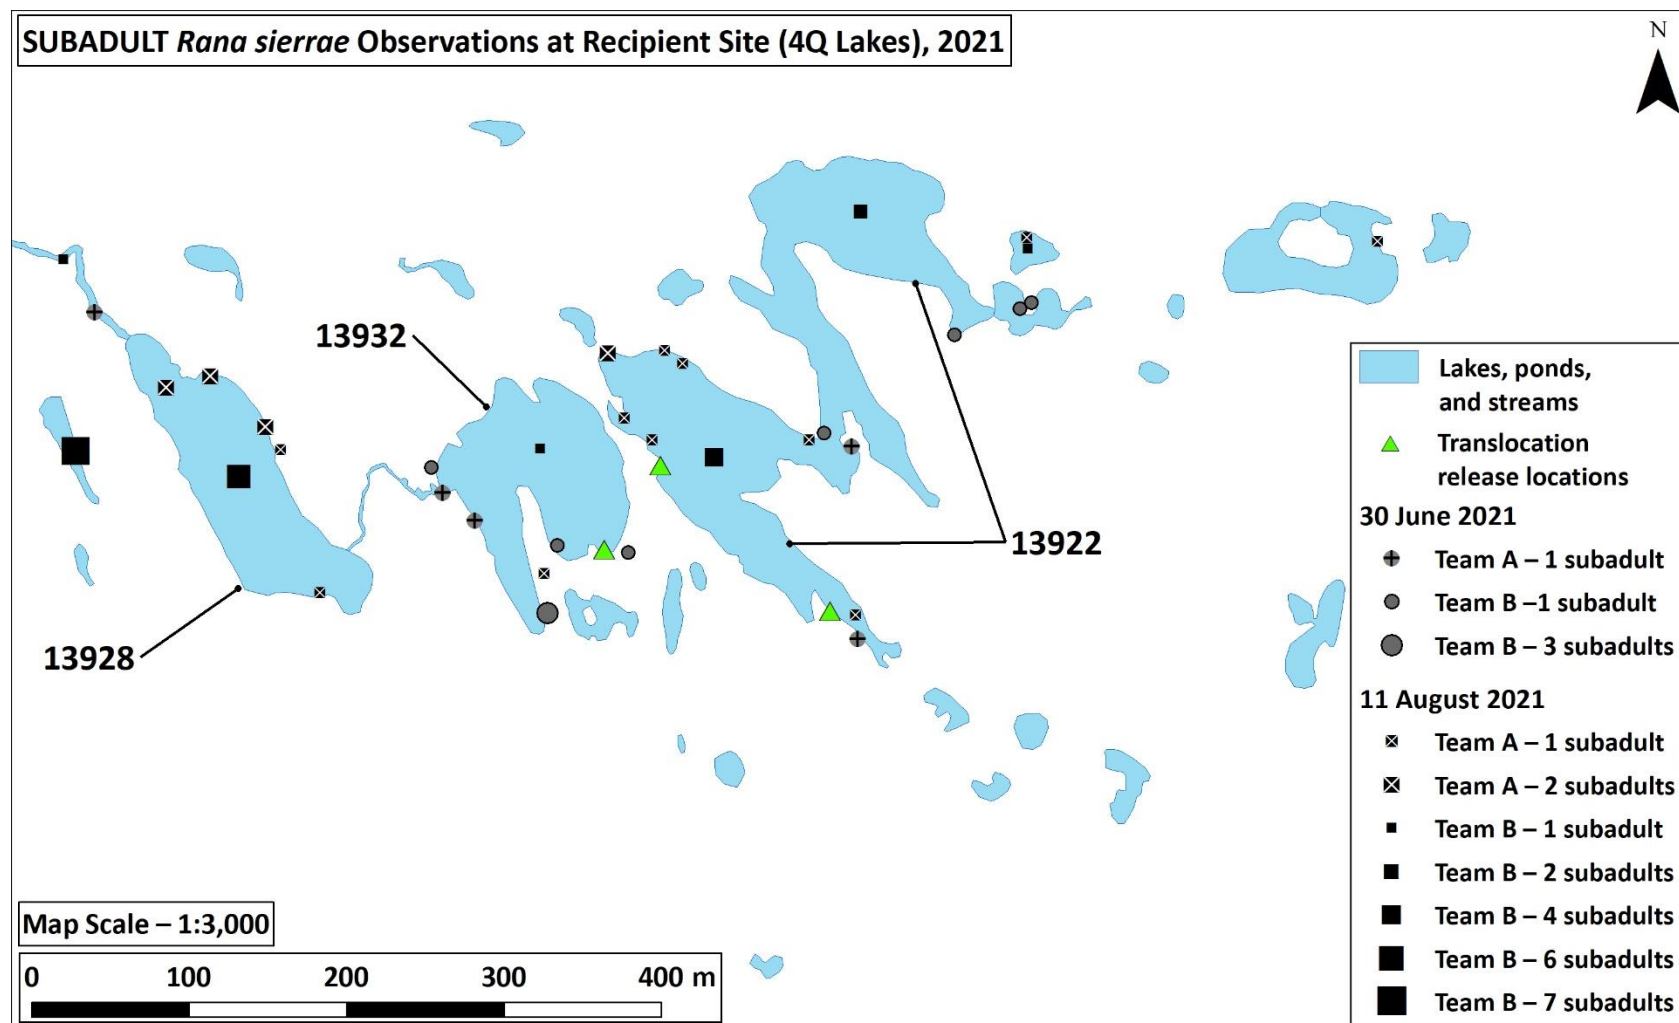 SUBADULT Rana sierrae Observations at Recipient Site (4Q Lakes), 2021
N
13932
13922
13928
Lakes, ponds,
and streams
Translocation
release locations
30 June 2021
Team A – 1 subadult
Team B –1 subadult
Team B – 3 subadults
11 August 2021
Team A – 1 subadult
Team A – 2 subadults
Team B – 1 subadult
Team B – 2 subadults
Team B – 4 subadults
Team B – 6 subadults
Team B – 7 subadults
Map Scale – 1:3,000
0 100 200 300 400 m